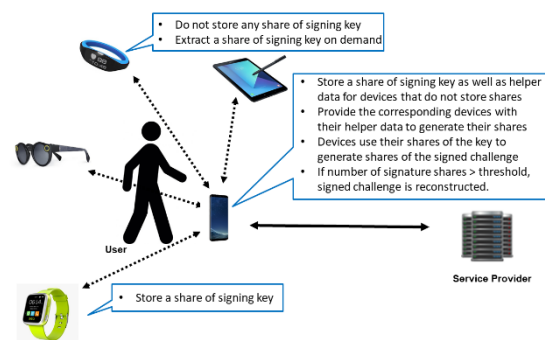 • Do not store any share of signing key
• Extract a share of signing key on demand
• Store a share of signing key as well as helper
data for devices that do not store shares
• Provide the corresponding devices with
their helper data to generate their shares
• Devices use their shares of the key to
generate shares of the signed challenge
• If number of signature shares > threshold,
signed challenge is reconstructed.
User
Service Provider
• Store a share of signing key